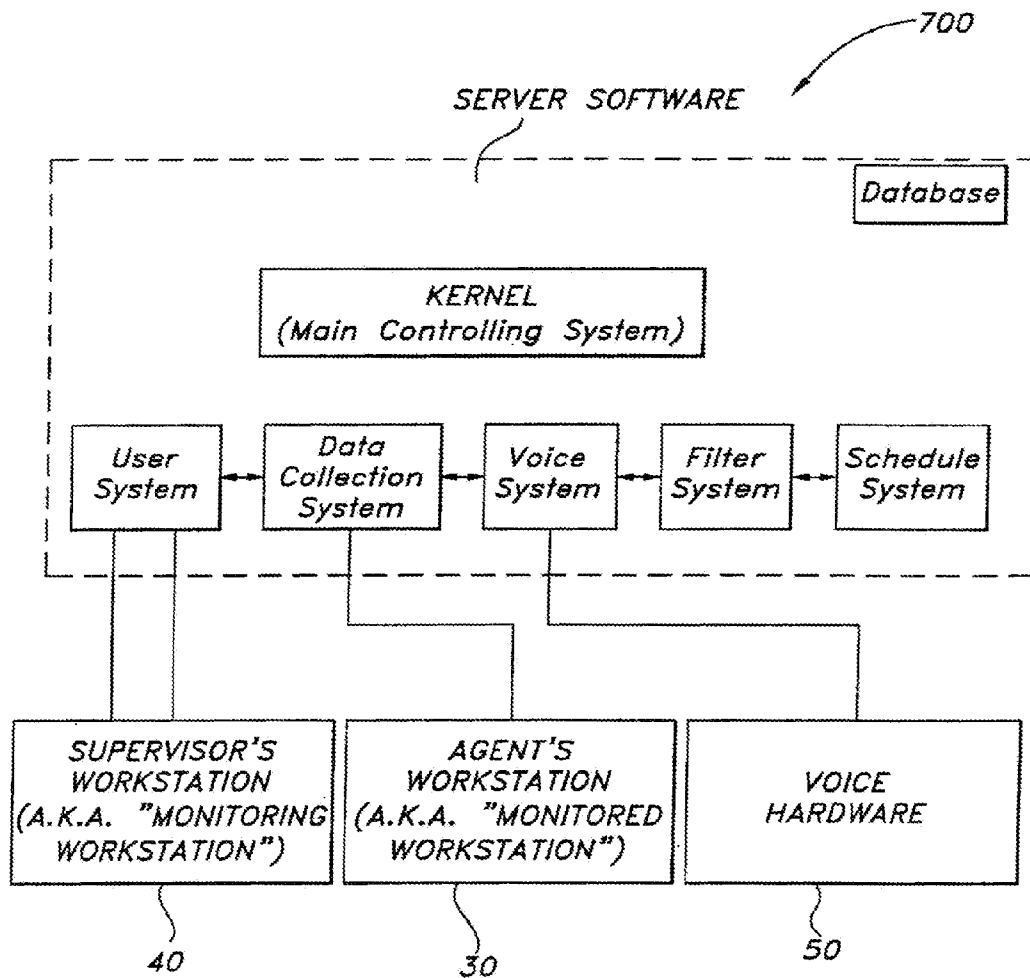 700
SERVER SOFTWARE
Database
KERNEL
(Main Controlling System)
User
System
Data
Collection
System
Voice
System
Filter
System
Schedule
System
SUPERVISOR'S
WORKSTATION
(A.K.A. "MONITORING
WORKSTATION")
AGENT'S
WORKSTATION
(A.K.A. "MONITORED
WORKSTATION")
VOICE
HARDWARE
40
30
50